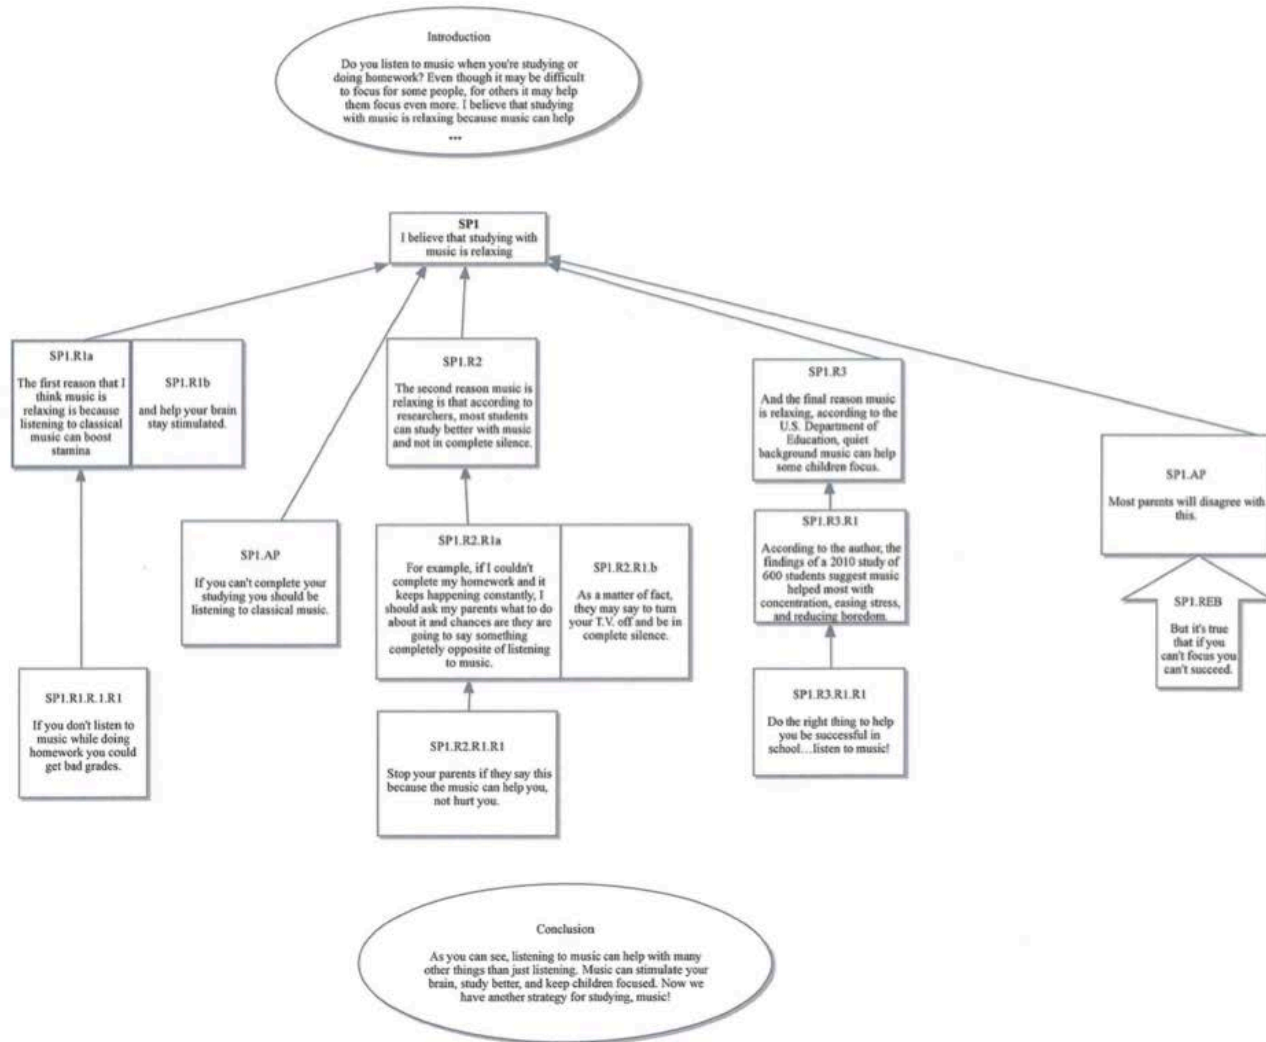 Introduction
Do you listen to music when you're studying or
doing homework? Even though it may be difficult
to focus for some people, for others it may help
them focus even more. I believe that studying
with music is relaxing because music can help
...
SP1
I believe that studying with
music is relaxing
SP1.R1a
The first reason that I
think music is
relaxing is because
listening to classical
music can boost
stamina
SP1.R1b
and help your brain
stay stimulated.
SP1.R2
The second reason music is
relaxing is that according to
researchers, most students
can study better with music
and not in complete silence.
SP1.R3
And the final reason music
is relaxing, according to the
U.S. Department of
Education, quiet
background music can help
some children focus.
SP1.AP
Most parents will disagree with
this.
SP1.AP
If you can't complete your
studying you should be
listening to classical music.
SP1.R2.R1a
For example, if I couldn't
complete my homework and it
keeps happening constantly, I
should ask my parents what to do
about it and chances are they are
going to say something
completely opposite of listening
to music.
SP1.R2.R1.b
As a matter of fact,
they may say to turn
your T.V. off and be in
complete silence.
SP1.R3.R1
According to the author, the
findings of a 2010 study of
600 students suggest music
helped most with
concentration, easing stress,
and reducing boredom.
SP1.REB
But it's true
that if you
can't focus you
can't succeed.
SP1.R1.R.1.R1
If you don't listen to
music while doing
homework you could
get bad grades.
SP1.R2.R1.R1
Stop your parents if they say this
because the music can help you,
not hurt you.
SP1.R3.R1.R1
Do the right thing to help
you be successful in
school...listen to music!
Conclusion
As you can see, listening to music can help with many
other things than just listening. Music can stimulate your
brain, study better, and keep children focused. Now we
have another strategy for studying, music!